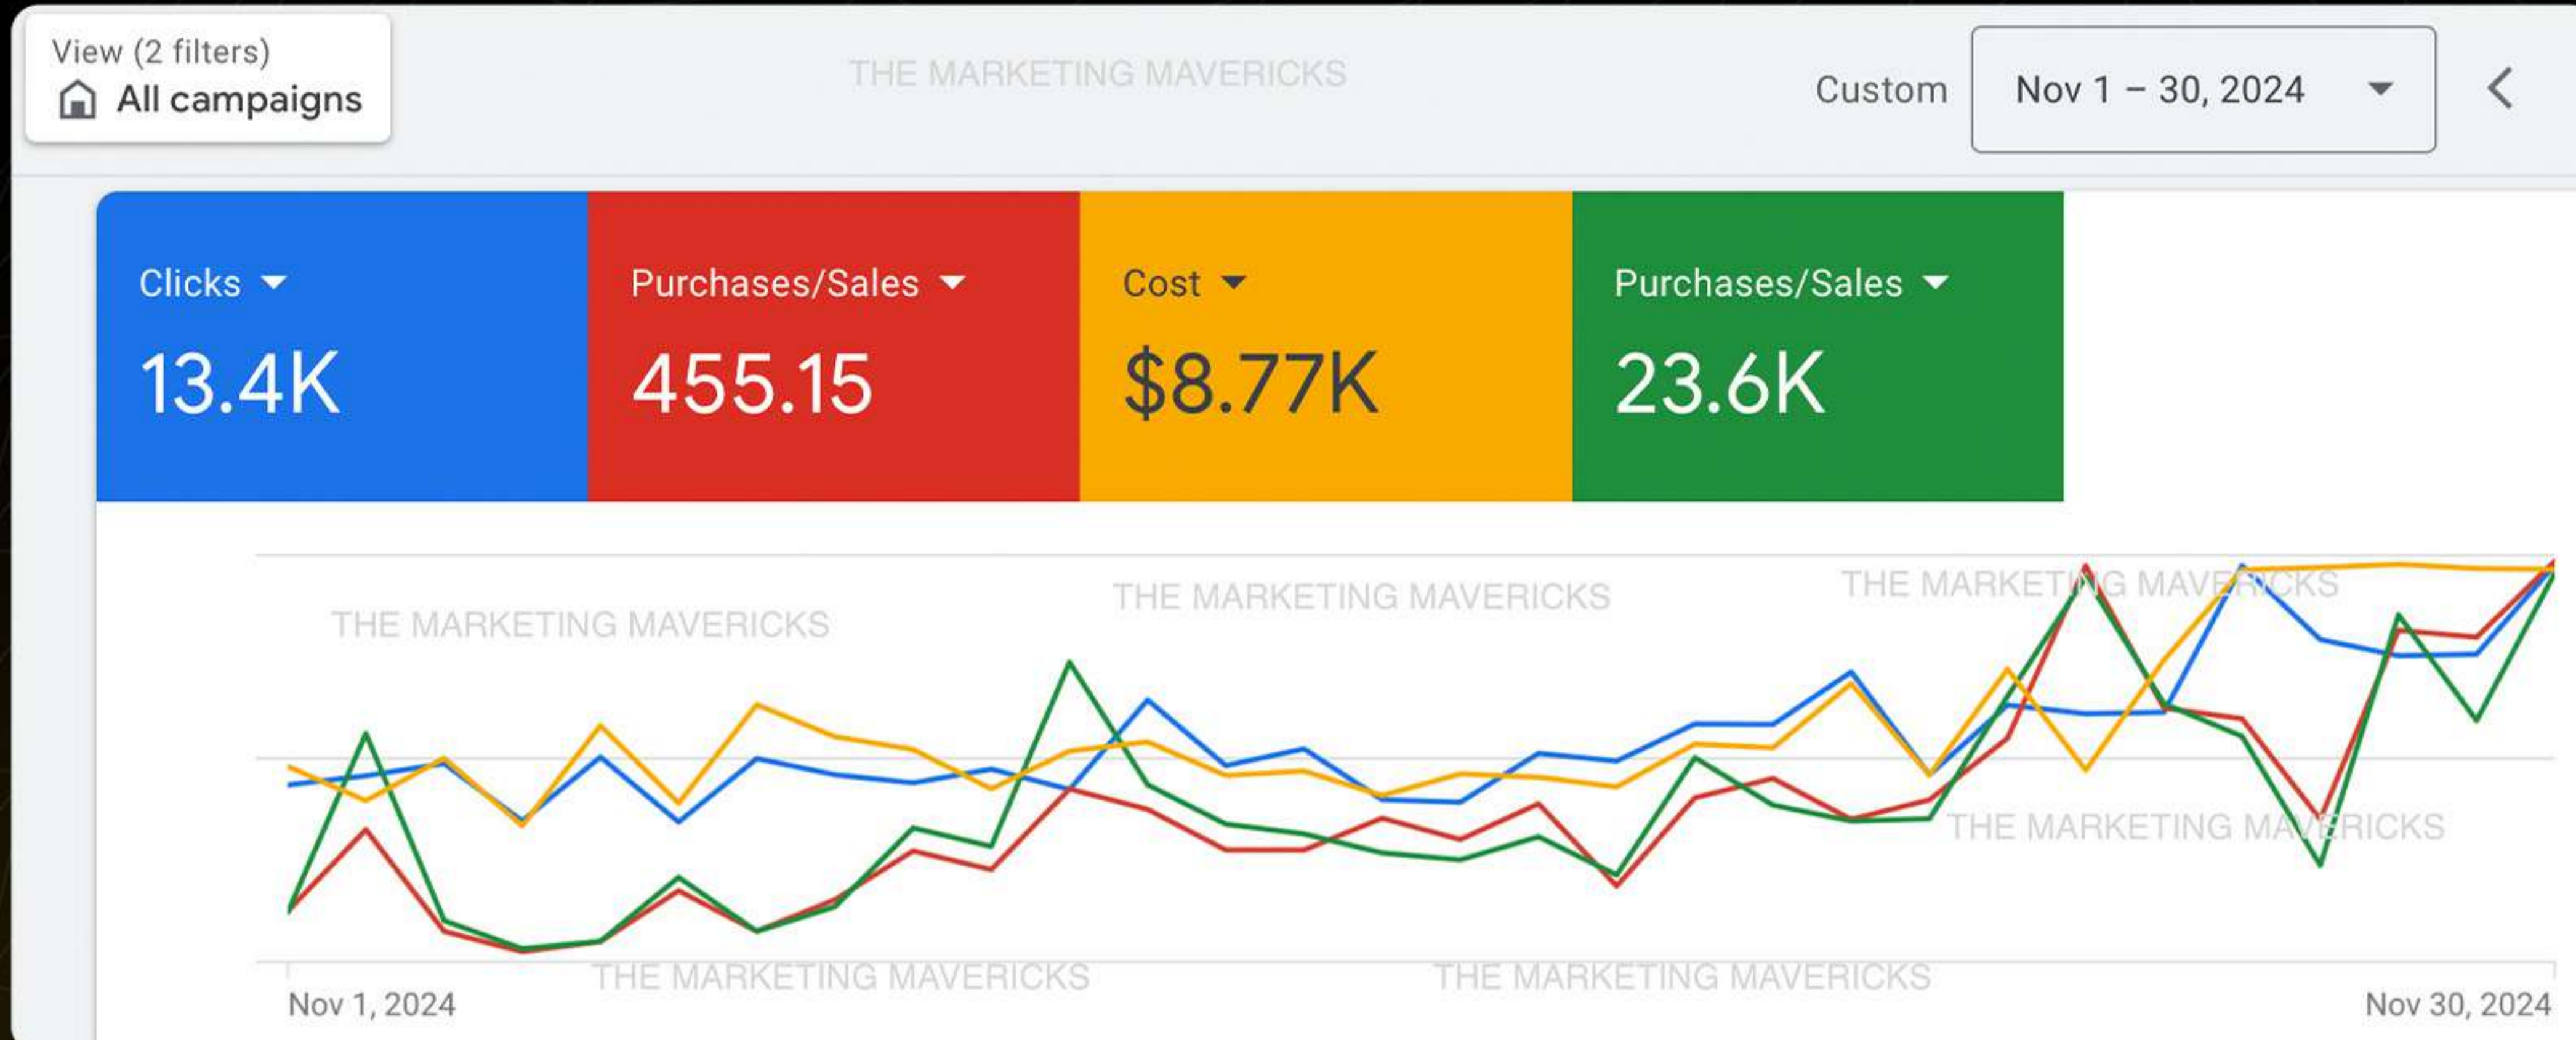 View (2 filters)
All campaigns
THE MARKETING MAVERICKS
Custom
Nov 1 – 30, 2024
Clicks
13.4K
Purchases/Sales
455.15
Cost
$8.77K
Purchases/Sales
23.6K
THE MARKETING MAVERICKS
THE MARKETING MAVERICKS
THE MARKETING MAVERICKS
THE MARKETING MAVERICKS
THE MARKETING MAVERICKS
THE MARKETING MAVERICKS
Nov 1, 2024
Nov 30, 2024